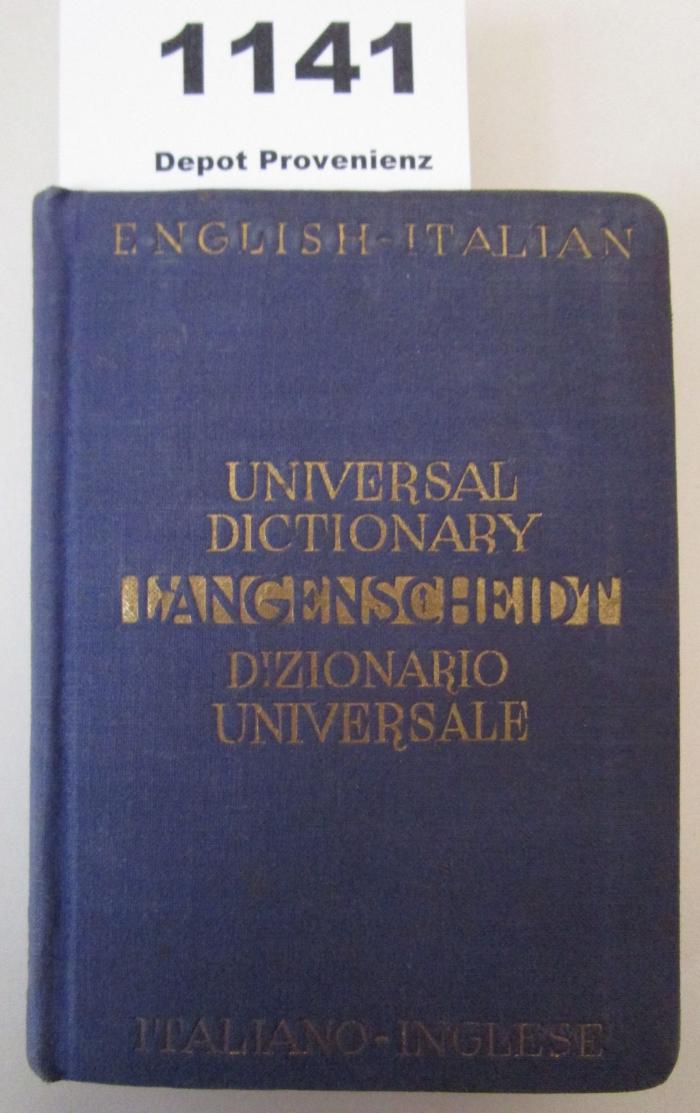 1141
Depot Provenienz
ENGLISH-ITALIAN
UNIVERSAL
DICTIONARY
LANGENSCHEIDT
DIZIONARIO
UNIVERSALE
ITALIANO-INGLESE